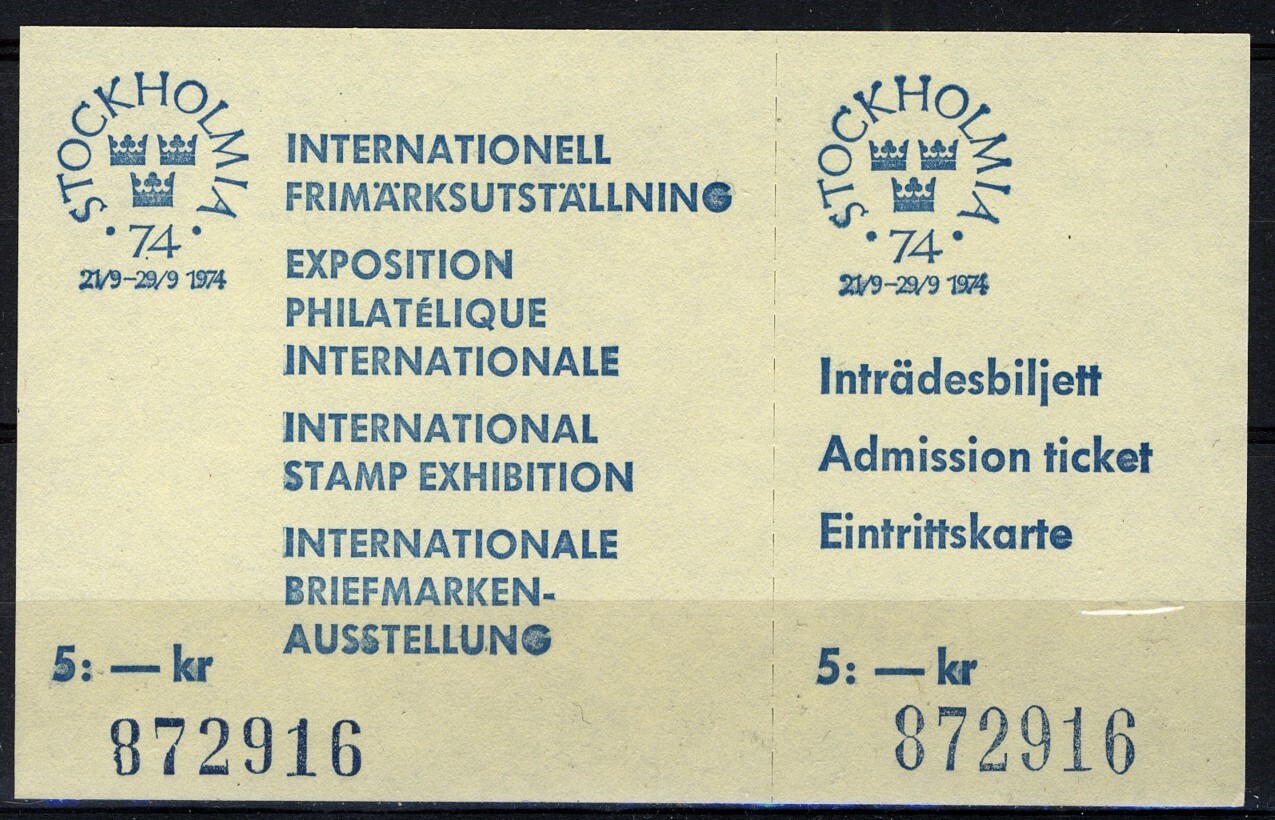 STOCKHOLMIA
• 74 •
21/9–29/9 1974
INTERNATIONELL
FRIMÄRKSUTSTÄLLNING
EXPOSITION
PHILATÉLIQUE
INTERNATIONALE
INTERNATIONAL
STAMP EXHIBITION
INTERNATIONALE
BRIEFMARKEN-
AUSSTELLUNG
5: — kr
872916
STOCKHOLMIA
• 74 •
21/9–29/9 1974
Inträdesbiljett
Admission ticket
Eintrittskarte
5: — kr
872916